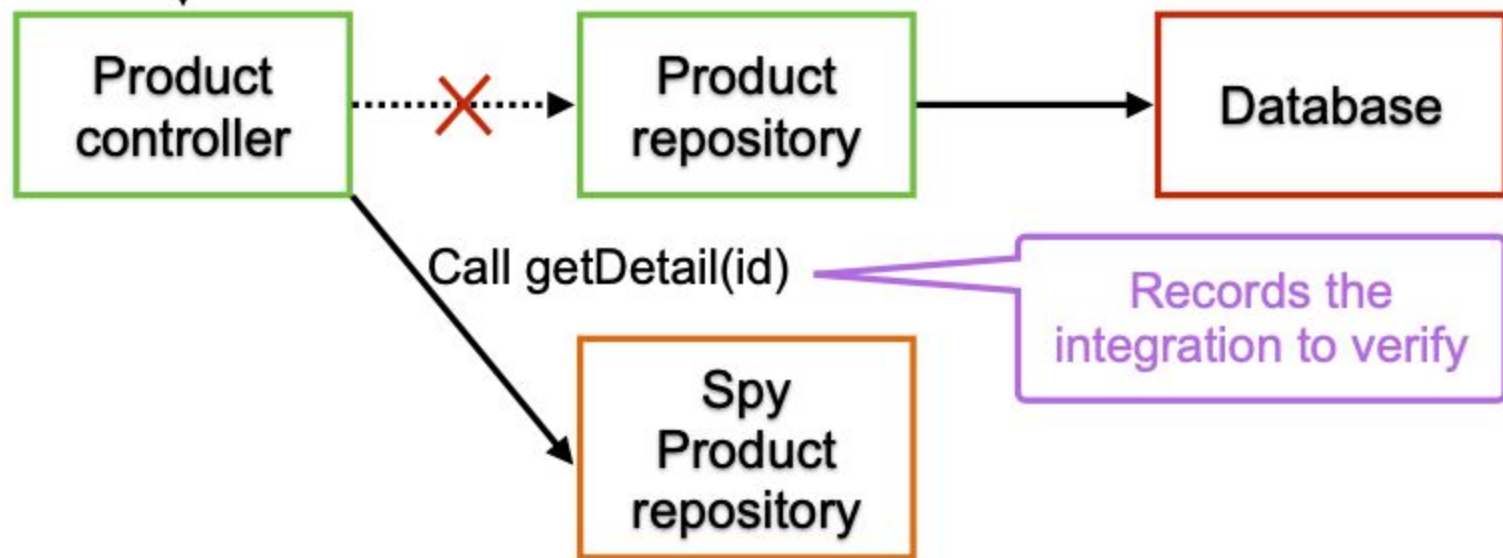 Product
controller
Product
repository
Database
Call getDetail(id)
Records the
integration to verify
Spy
Product
repository